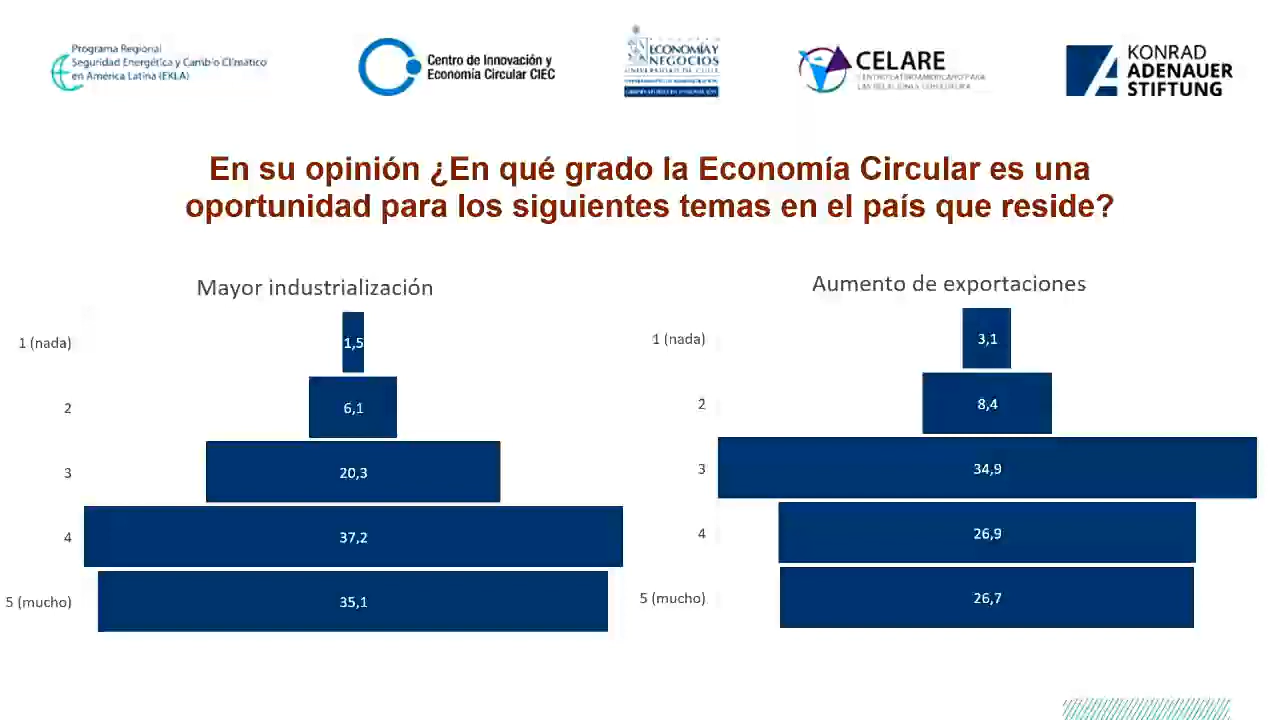 Programa Regional
Seguridad Energética y Cambio Climático
en América Latina (EKLA)
Centro de Innovación y
Economía Circular CIEC
ECONOMÍA Y
NEGOCIOS
UNIVERSIDAD DE CHILE
CELARE
KONRAD
ADENAUER
STIFTUNG
En su opinión ¿En qué grado la Economía Circular es una
oportunidad para los siguientes temas en el país que reside?
Mayor industrialización
1 (nada) 1,5
2 6,1
3 20,3
4 37,2
5 (mucho) 35,1
Aumento de exportaciones
1 (nada) 3,1
2 8,4
3 34,9
4 26,9
5 (mucho) 26,7